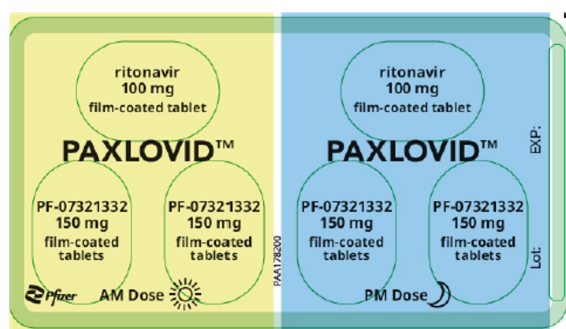 ritonavir
100 mg
film-coated tablet
PAXLOVID™
PF-07321332
150 mg
film-coated
tablets
PF-07321332
150 mg
film-coated
tablets
Pfizer
AM Dose
PAA178200
ritonavir
100 mg
film-coated tablet
PAXLOVID™
PF-07321332
150 mg
film-coated
tablets
PF-07321332
150 mg
film-coated
tablets
PM Dose
EXP:
Lot: